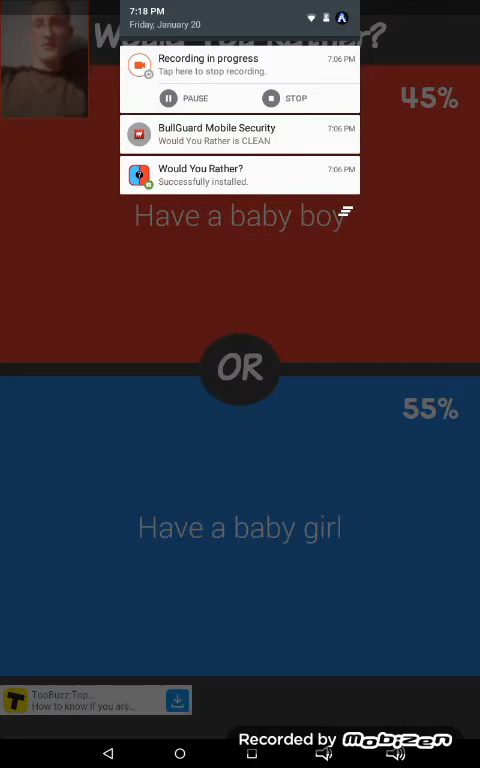 7:18 PM
Friday, January 20
Would You Rather?
Recording in progress
7:06 PM
Tap here to stop recording.
PAUSE
STOP
BullGuard Mobile Security
7:06 PM
Would You Rather is CLEAN
Would You Rather?
7:06 PM
Successfully installed.
45%
Have a baby boy
OR
55%
Have a baby girl
TopBuzz:Top...
How to know if you are...
Recorded by Mobizen